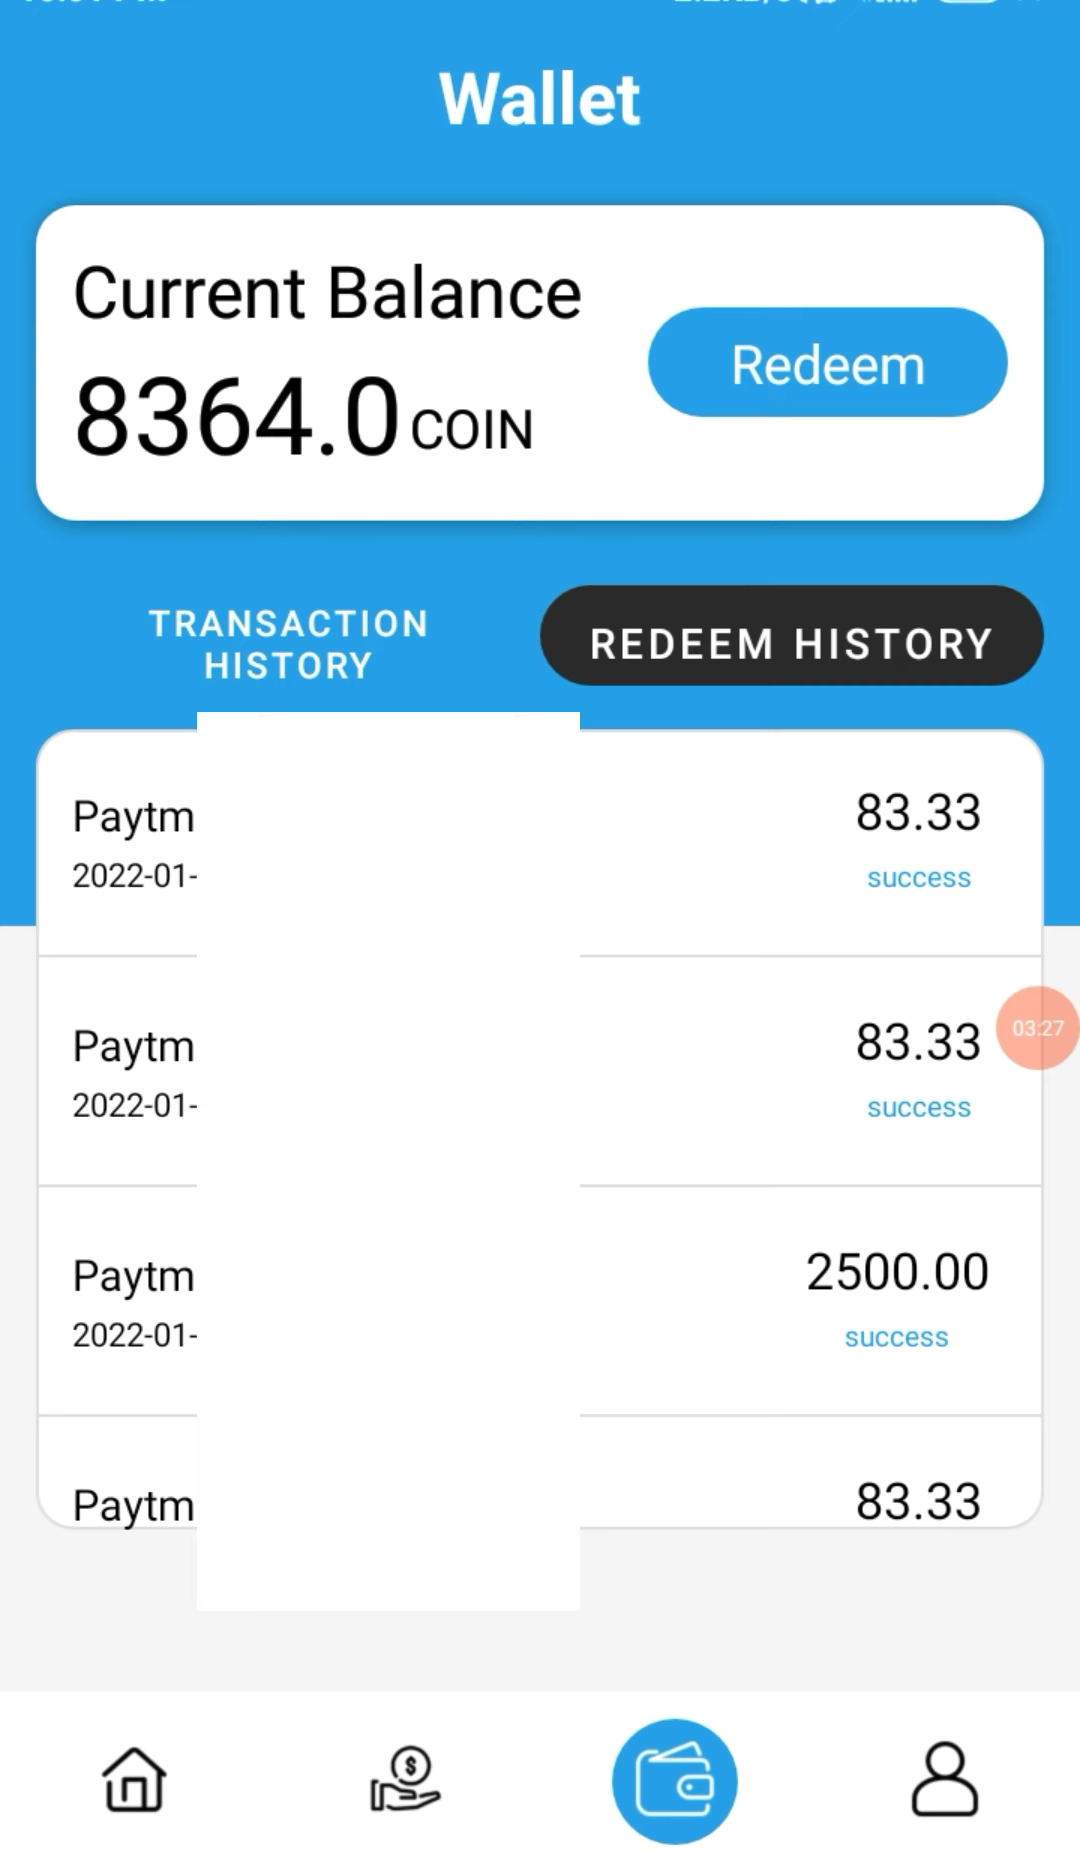 Wallet
Current Balance
8364.0 COIN
Redeem
TRANSACTION
HISTORY
REDEEM HISTORY
Paytm
83.33
2022-01-
success
Paytm
83.33
03:27
2022-01-
success
Paytm
2500.00
2022-01-
success
Paytm
83.33
$